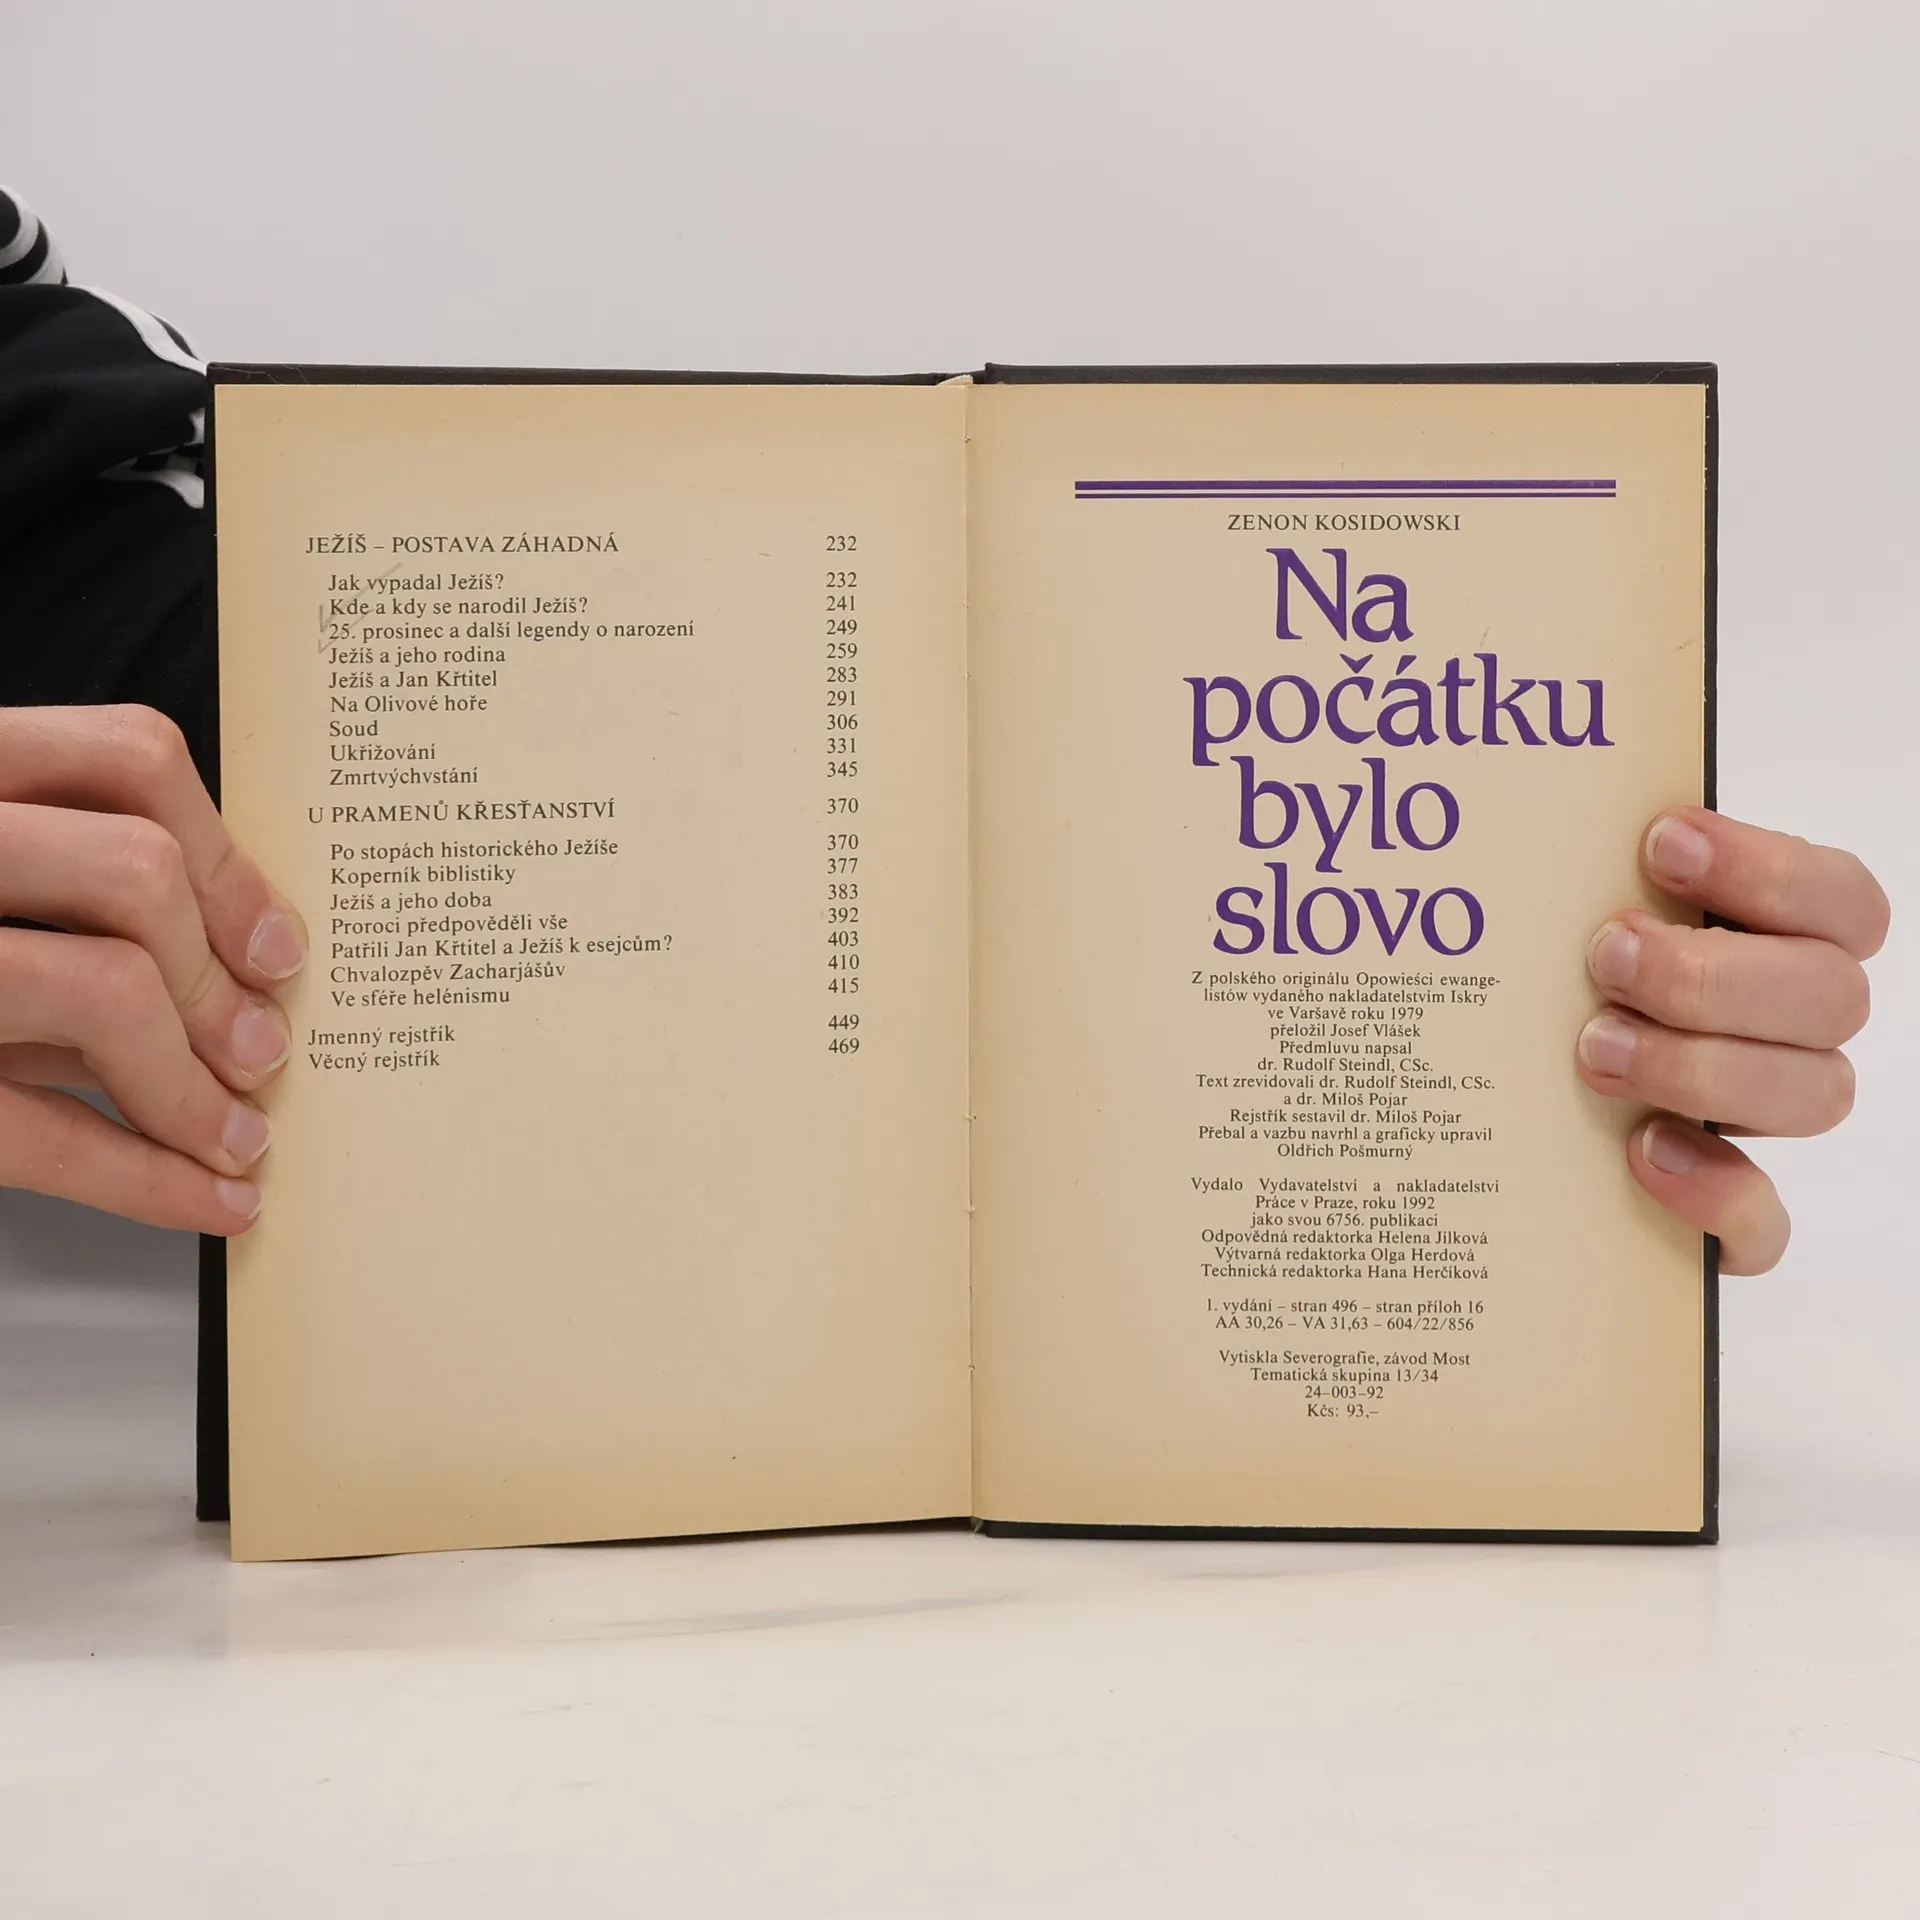 JEŽÍŠ – POSTAVA ZÁHADNÁ 232
Jak vypadal Ježíš? 232
Kde a kdy se narodil Ježíš? 241
25. prosinec a další legendy o narození 249
Ježíš a jeho rodina 259
Ježíš a Jan Křtitel 283
Na Olivové hoře 291
Soud 306
Ukřižování 331
Zmrtvýchvstání 345
U PRAMENŮ KŘESŤANSTVÍ 370
Po stopách historického Ježíše 370
Koperník biblistiky 377
Ježíš a jeho doba 383
Proroci předpověděli vše 392
Patřili Jan Křtitel a Ježíš k esejcům? 403
Chvalozpěv Zacharjášův 410
Ve sféře helénismu 415
Jmenný rejstřík 449
Věcný rejstřík 469
ZENON KOSIDOWSKI
Na
počátku
bylo
slovo
Z polského originálu Opowieści ewange-
listów vydaného nakladatelstvím Iskry
ve Varšavě roku 1979
přeložil Josef Vlášek
Předmluvu napsal
dr. Rudolf Steindl, CSc.
Text zrevidovali dr. Rudolf Steindl, CSc.
a dr. Miloš Pojar
Rejstřík sestavil dr. Miloš Pojar
Přebal a vazbu navrhl a graficky upravil
Oldřich Pošmurný
Vydalo Vydavatelství a nakladatelství
Práce v Praze, roku 1992
jako svou 6756. publikaci
Odpovědná redaktorka Helena Jílková
Výtvarná redaktorka Olga Herdová
Technická redaktorka Hana Herčíková
1. vydání – stran 496 – stran příloh 16
AA 30,26 – VA 31,63 – 604/22/856
Vytiskla Severografie, závod Most
Tematická skupina 13/34
24–003–92
Kčs: 93,–